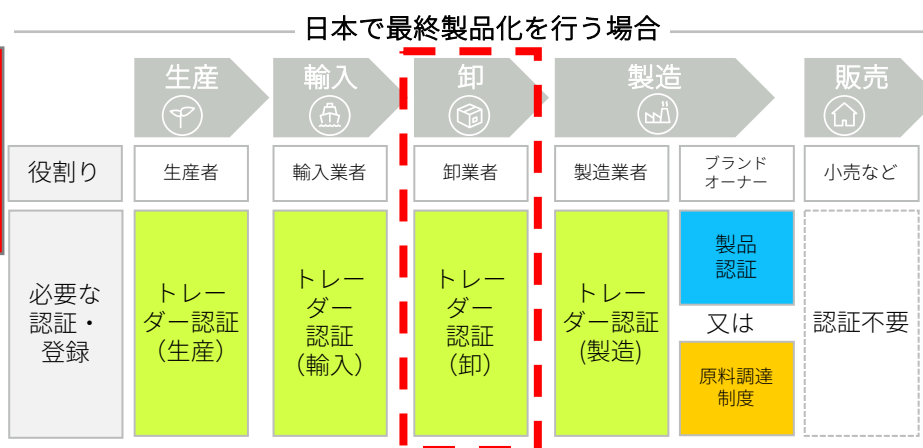 日本で最終製品化を行う場合
生産
輸入
卸
製造
販売
役割り
生産者
輸入業者
卸業者
製造業者
ブランド
オーナー
小売など
必要な
認証・
登録
トレー
ダー認証
（生産）
トレー
ダー
認証
（輸入）
トレー
ダー
認証
（卸）
トレー
ダー認証
(製造)
製品
認証
又は
原料調達
制度
認証不要